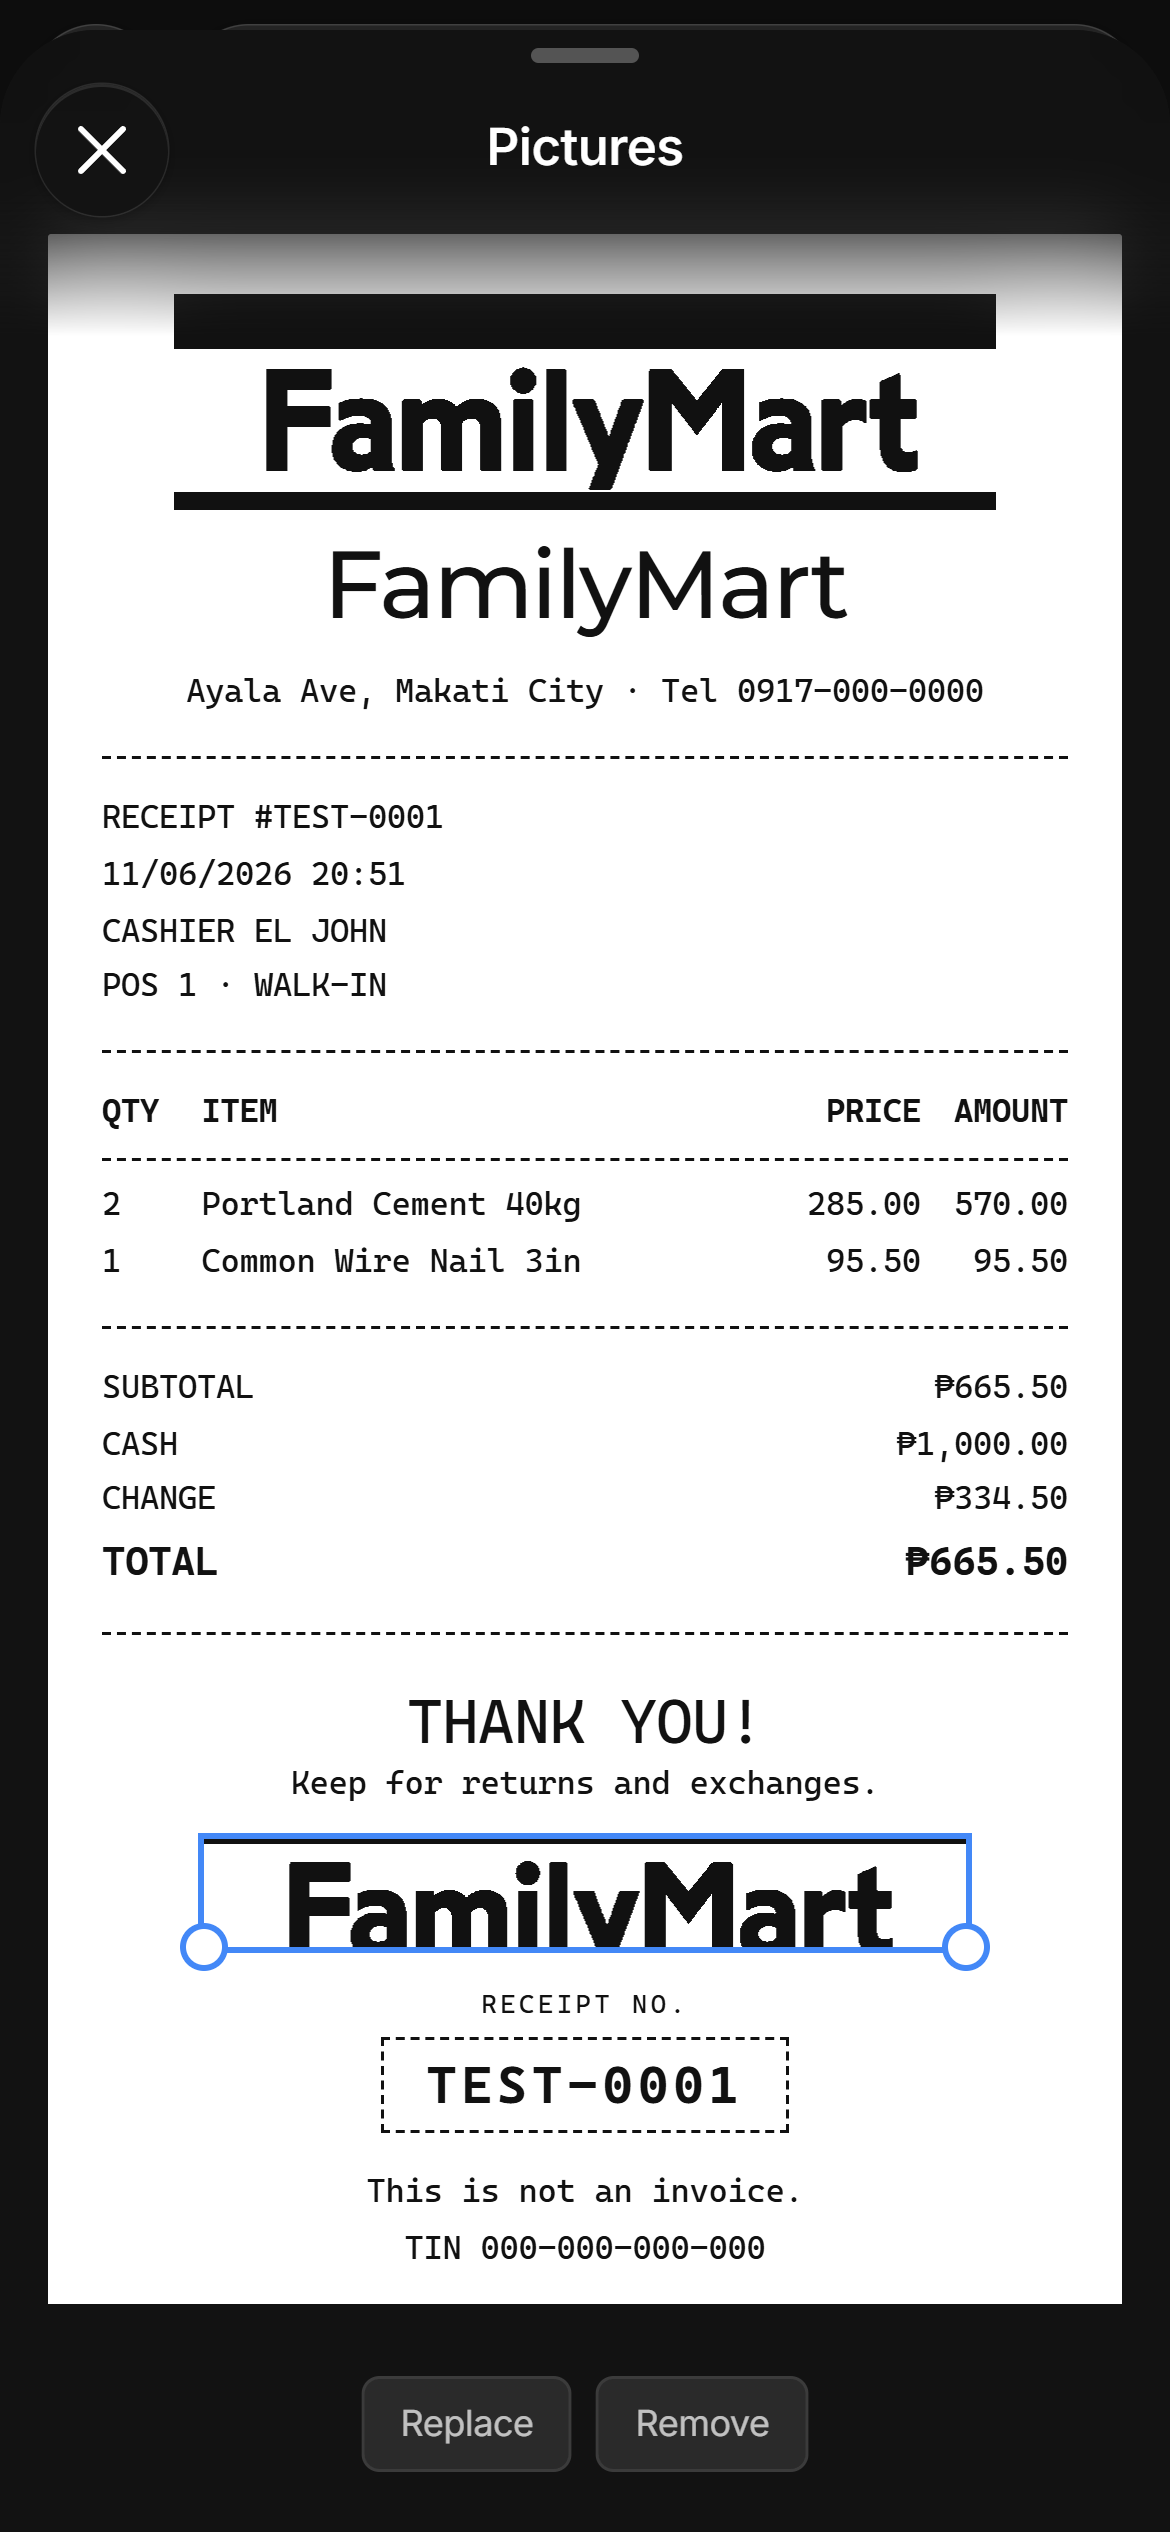 Pictures
FamilyMart
FamilyMart
Ayala Ave, Makati City · Tel 0917-000-0000
RECEIPT #TEST-0001
11/06/2026 20:51
CASHIER EL JOHN
POS 1 · WALK-IN
QTY ITEM PRICE AMOUNT
2 Portland Cement 40kg 285.00 570.00
1 Common Wire Nail 3in 95.50 95.50
SUBTOTAL ₱665.50
CASH ₱1,000.00
CHANGE ₱334.50
TOTAL ₱665.50
THANK YOU!
Keep for returns and exchanges.
FamilyMart
RECEIPT NO.
TEST-0001
This is not an invoice.
TIN 000-000-000-000
Replace Remove